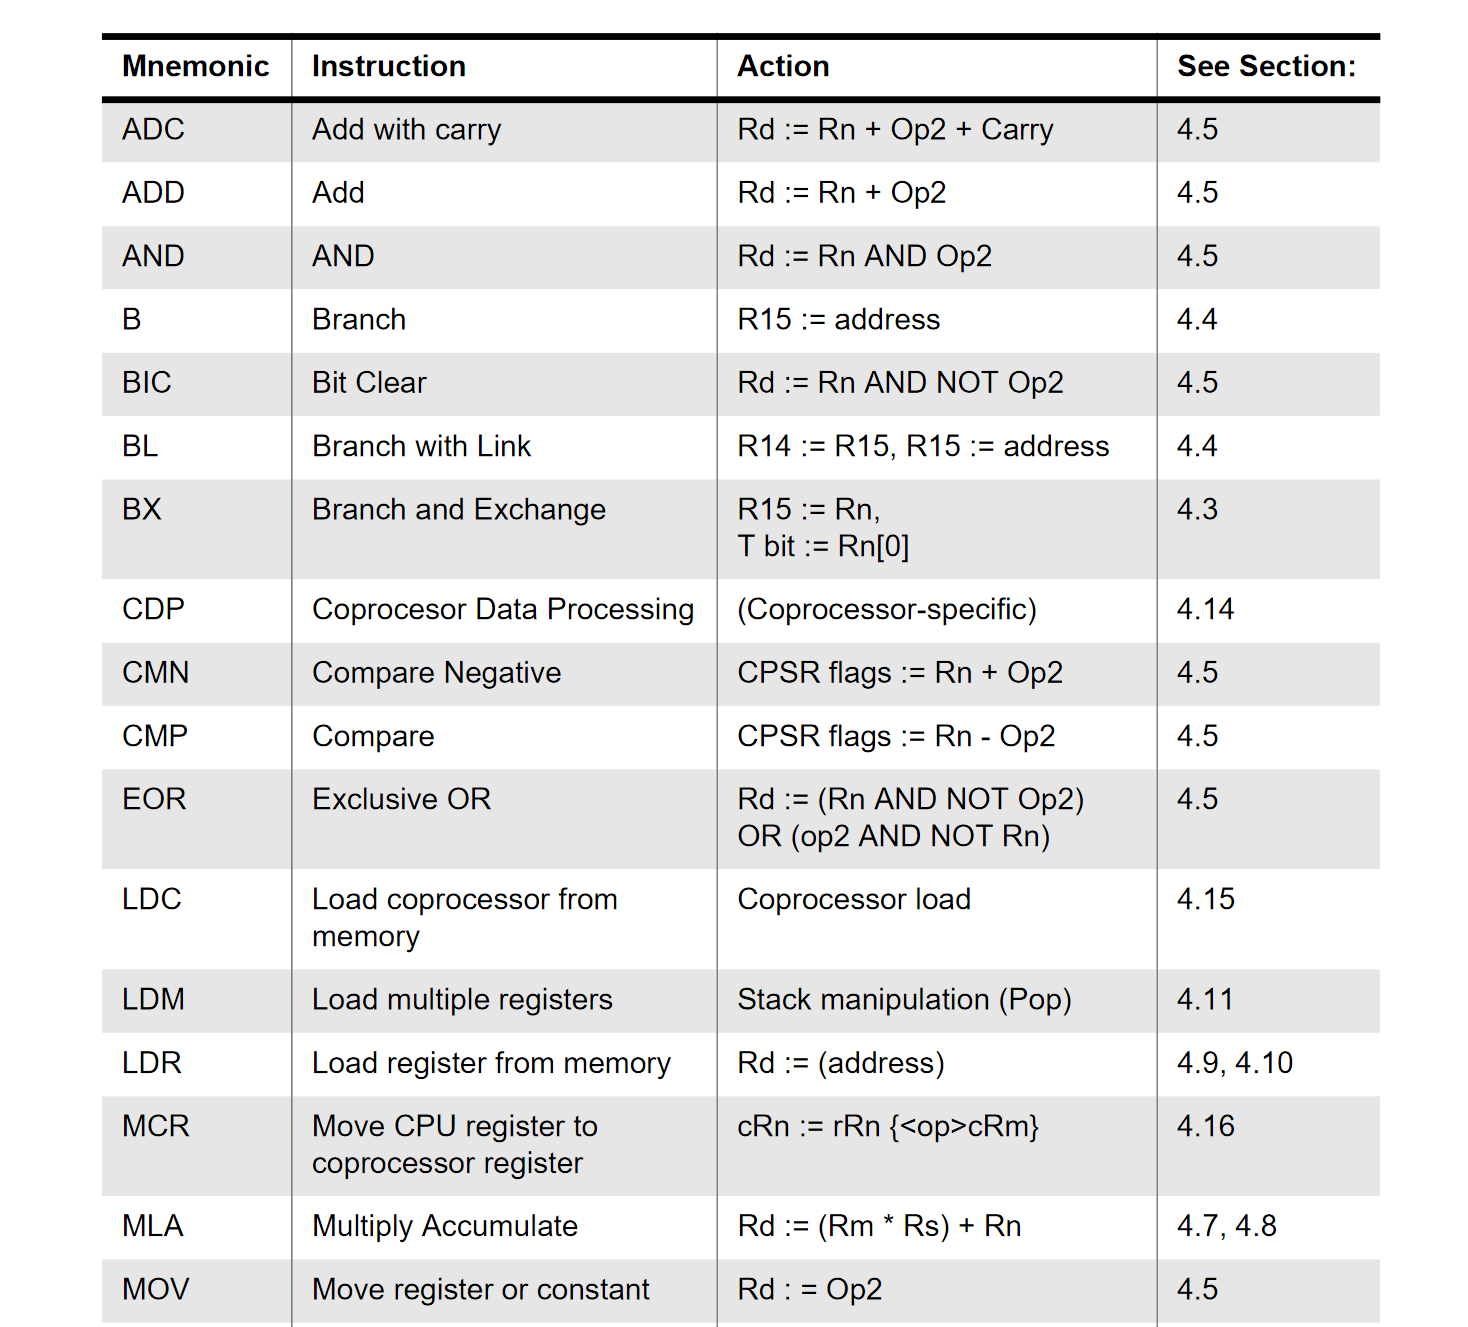 Mnemonic Instruction Action See Section:
ADC Add with carry Rd := Rn + Op2 + Carry 4.5
ADD Add Rd := Rn + Op2 4.5
AND AND Rd := Rn AND Op2 4.5
B Branch R15 := address 4.4
BIC Bit Clear Rd := Rn AND NOT Op2 4.5
BL Branch with Link R14 := R15, R15 := address 4.4
BX Branch and Exchange R15 := Rn, 4.3
T bit := Rn[0]
CDP Coprocesor Data Processing (Coprocessor-specific) 4.14
CMN Compare Negative CPSR flags := Rn + Op2 4.5
CMP Compare CPSR flags := Rn - Op2 4.5
EOR Exclusive OR Rd := (Rn AND NOT Op2) 4.5
OR (op2 AND NOT Rn)
LDC Load coprocessor from Coprocessor load 4.15
memory
LDM Load multiple registers Stack manipulation (Pop) 4.11
LDR Load register from memory Rd := (address) 4.9, 4.10
MCR Move CPU register to cRn := rRn {<op>cRm} 4.16
coprocessor register
MLA Multiply Accumulate Rd := (Rm * Rs) + Rn 4.7, 4.8
MOV Move register or constant Rd : = Op2 4.5